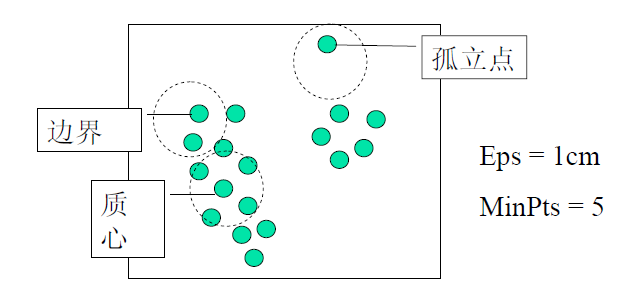 孤立点
边界
质
心
Eps = 1cm
MinPts = 5